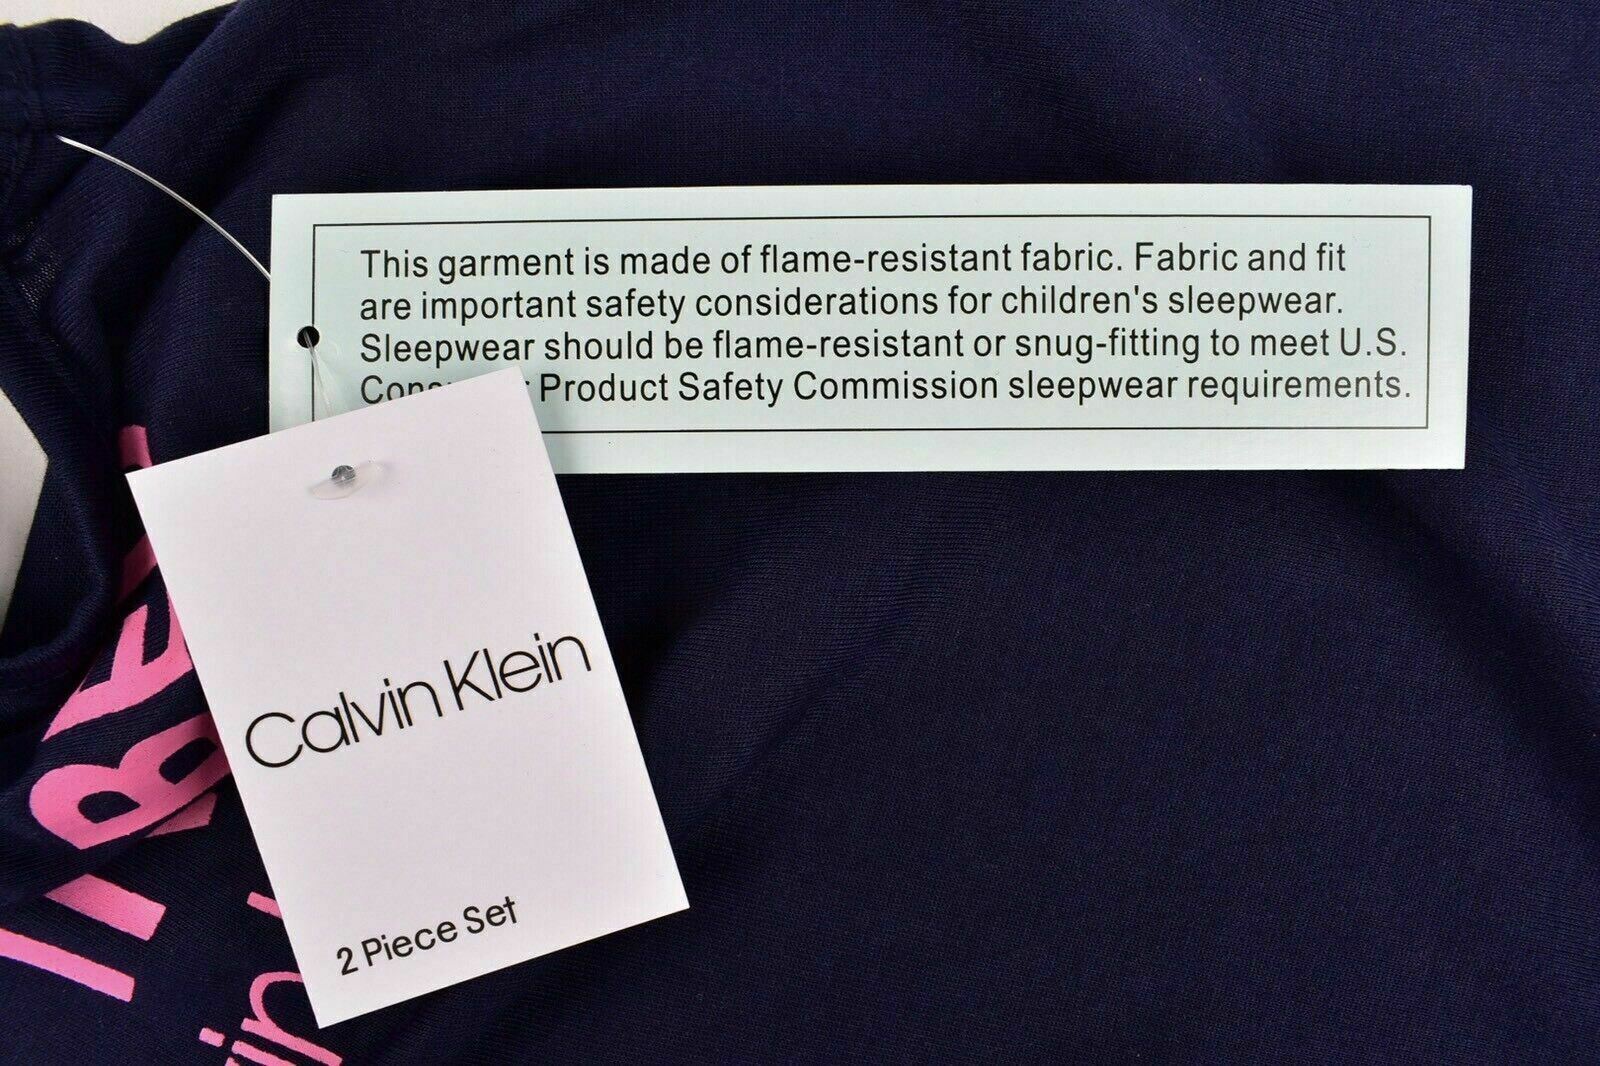 This garment is made of flame-resistant fabric. Fabric and fit
are important safety considerations for children's sleepwear.
Sleepwear should be flame-resistant or snug-fitting to meet U.S.
Product Safety Commission sleepwear requirements.
Calvin Klein
2 Piece Set